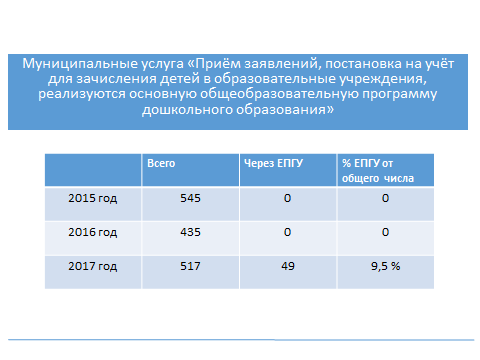 Муниципальные услуга «Приём заявлений, постановка на учёт
для зачисления детей в образовательные учреждения,
реализуются основную общеобразовательную программу
дошкольного образования»
Всего Через ЕПГУ % ЕПГУ от
общего числа
2015 год 545 0 0
2016 год 435 0 0
2017 год 517 49 9,5 %